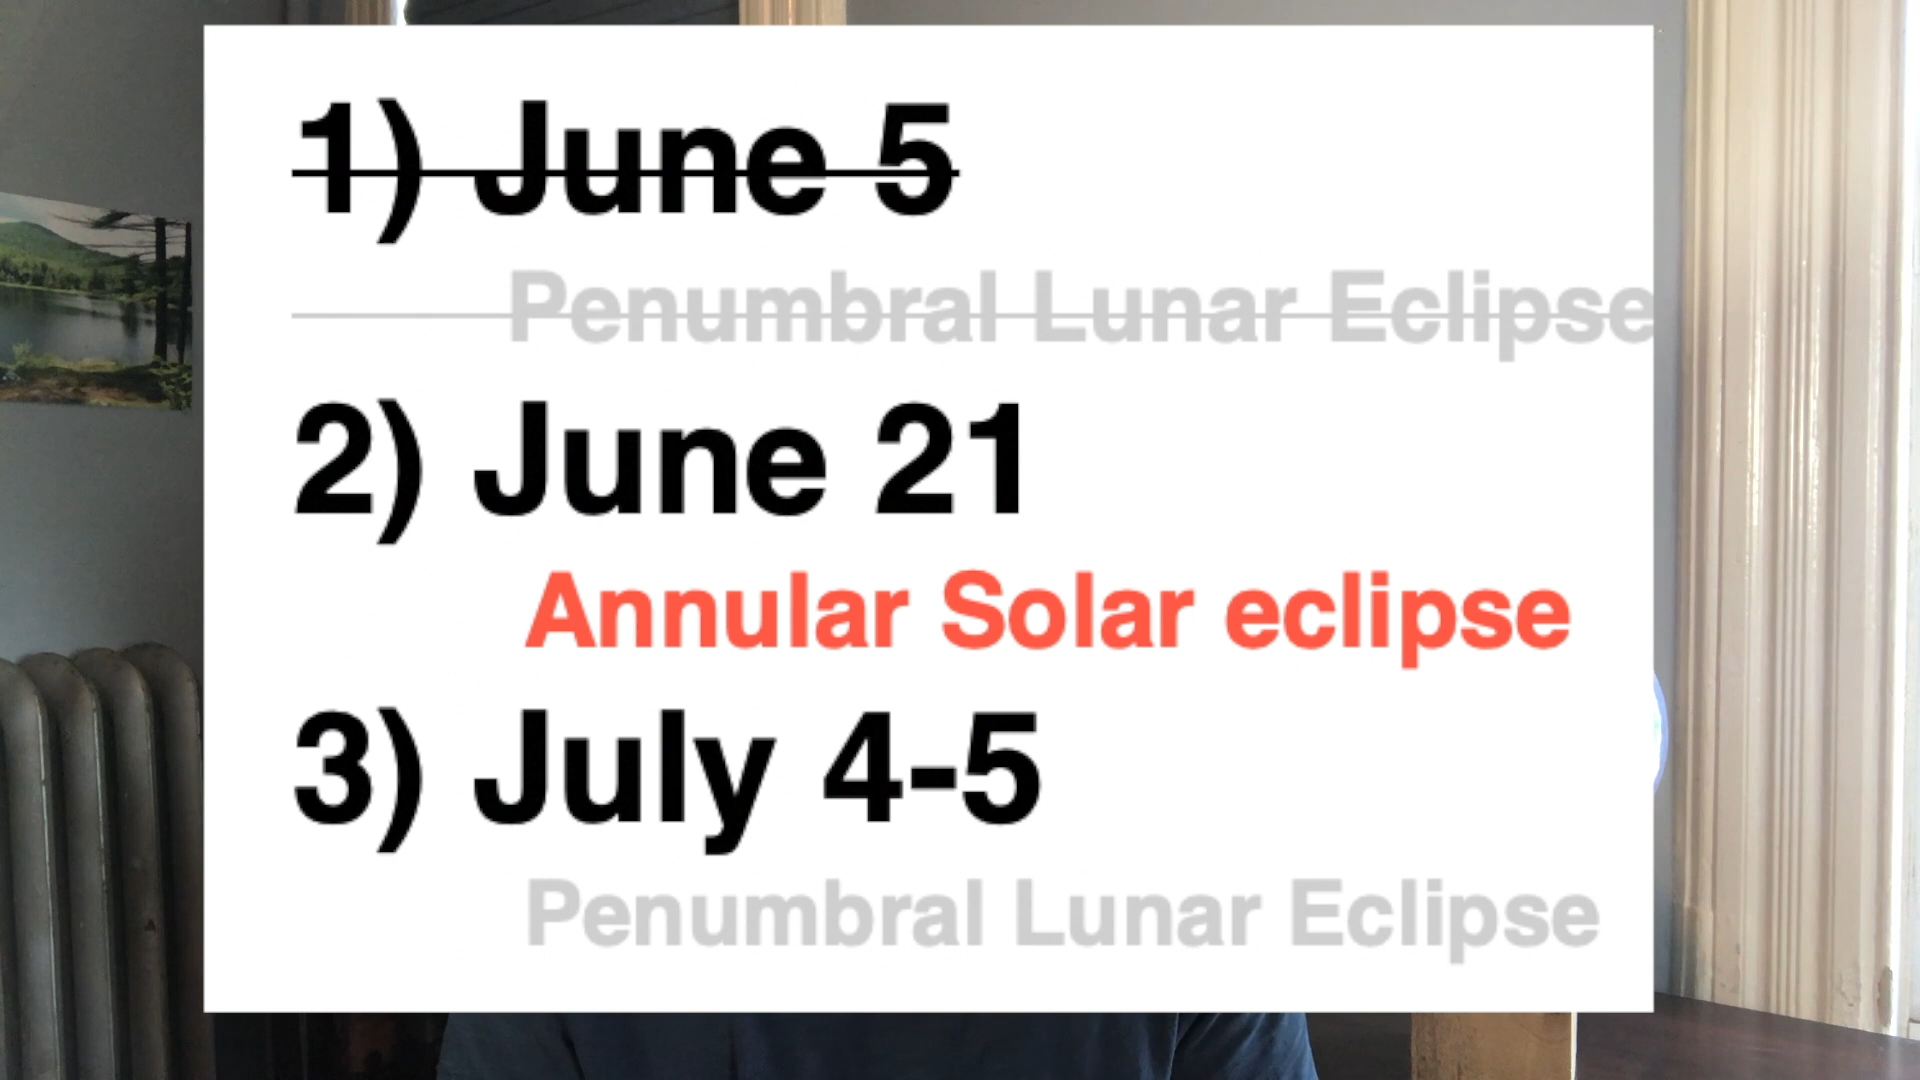 1) June 5
Penumbral Lunar Eclipse
2) June 21
Annular Solar eclipse
3) July 4-5
Penumbral Lunar Eclipse